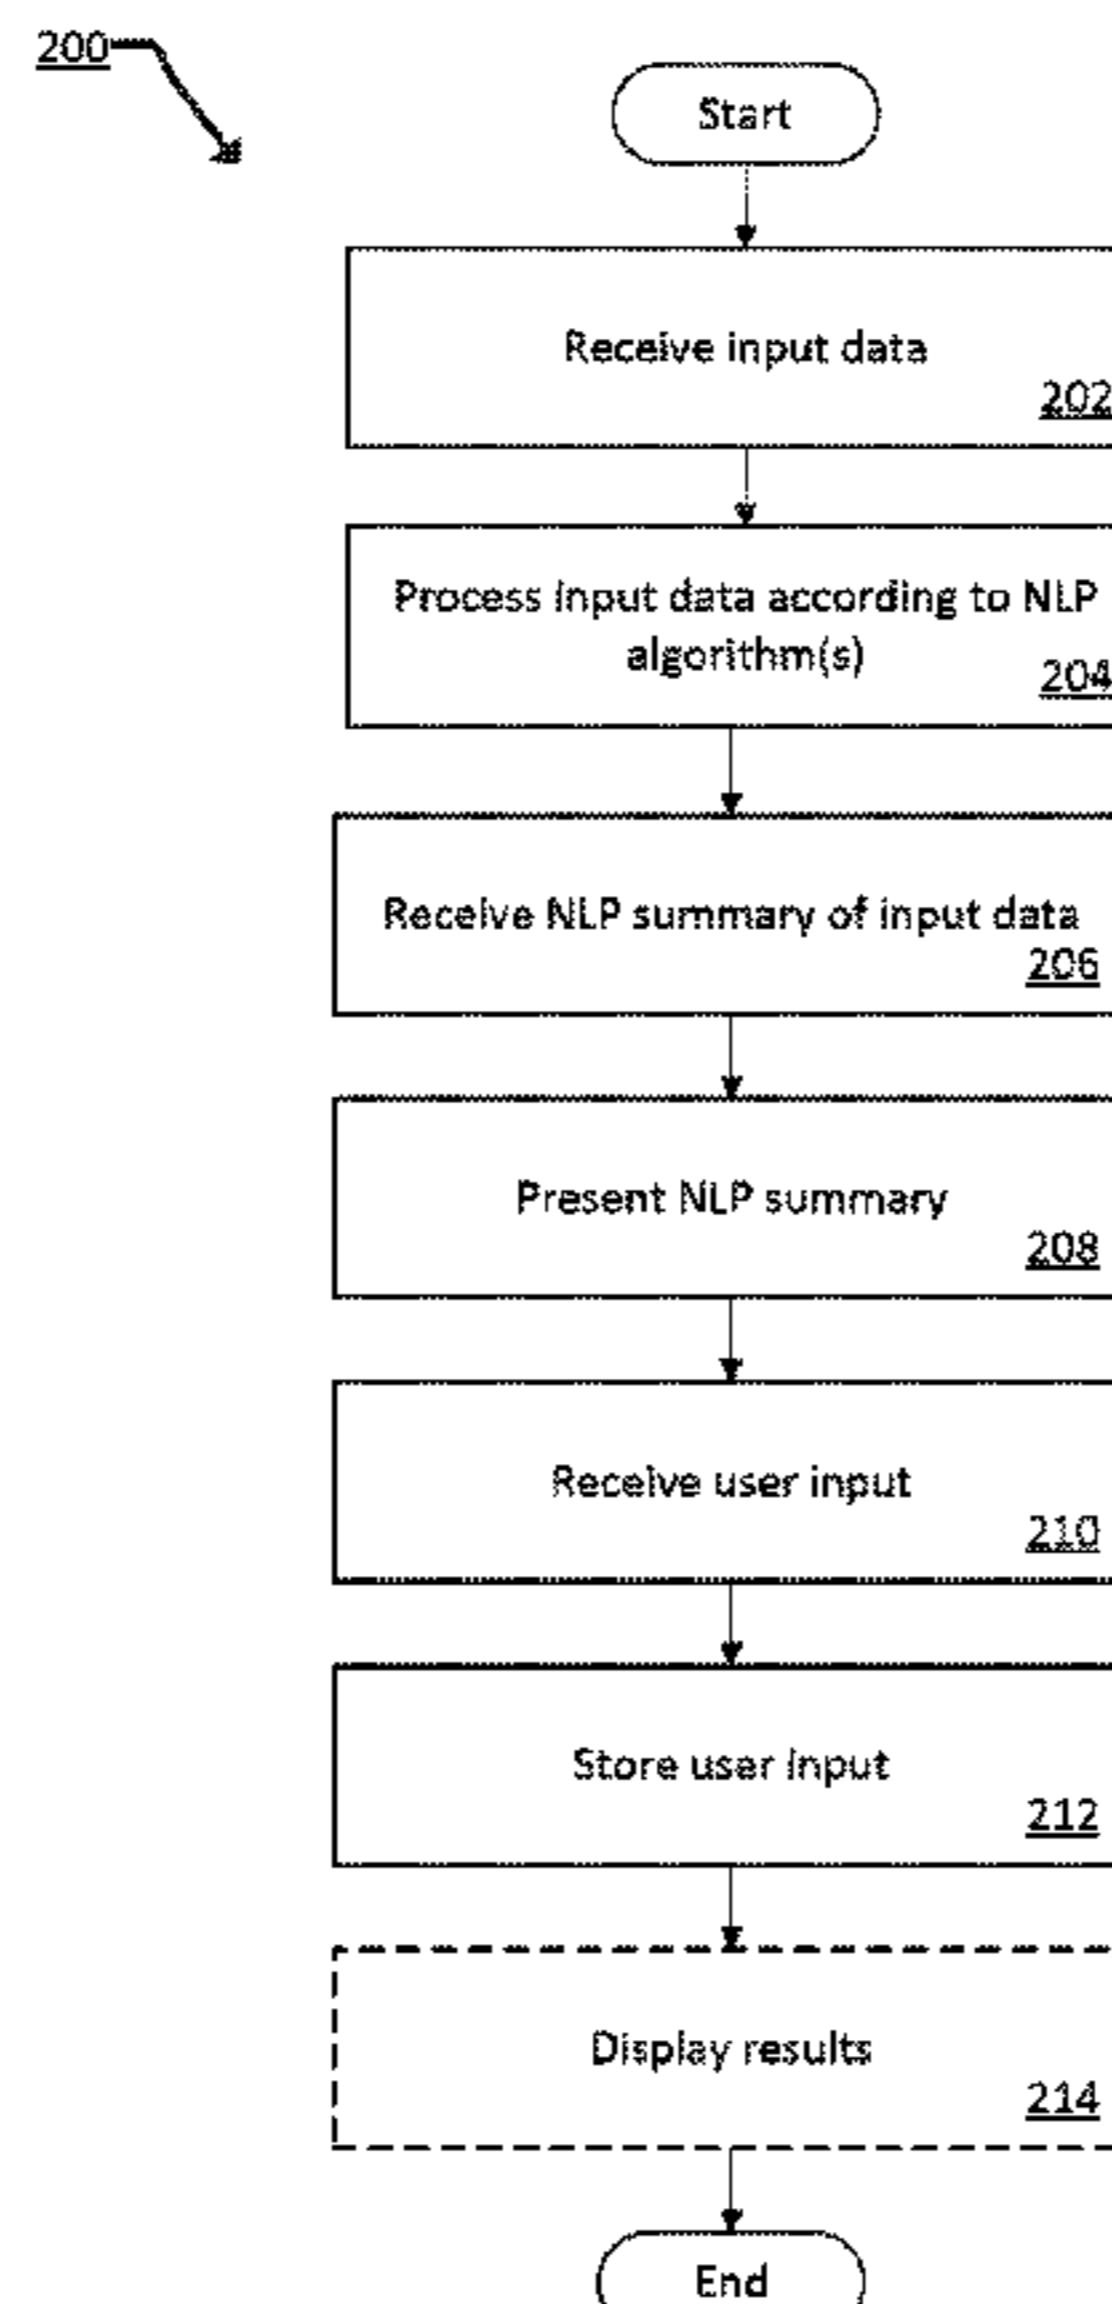 200
Start
Receive input data
202
Process input data according to NLP
algorithm(s)
204
Receive NLP summary of input data
206
Present NLP summary
208
Receive user input
210
Store user input
212
Display results
214
End